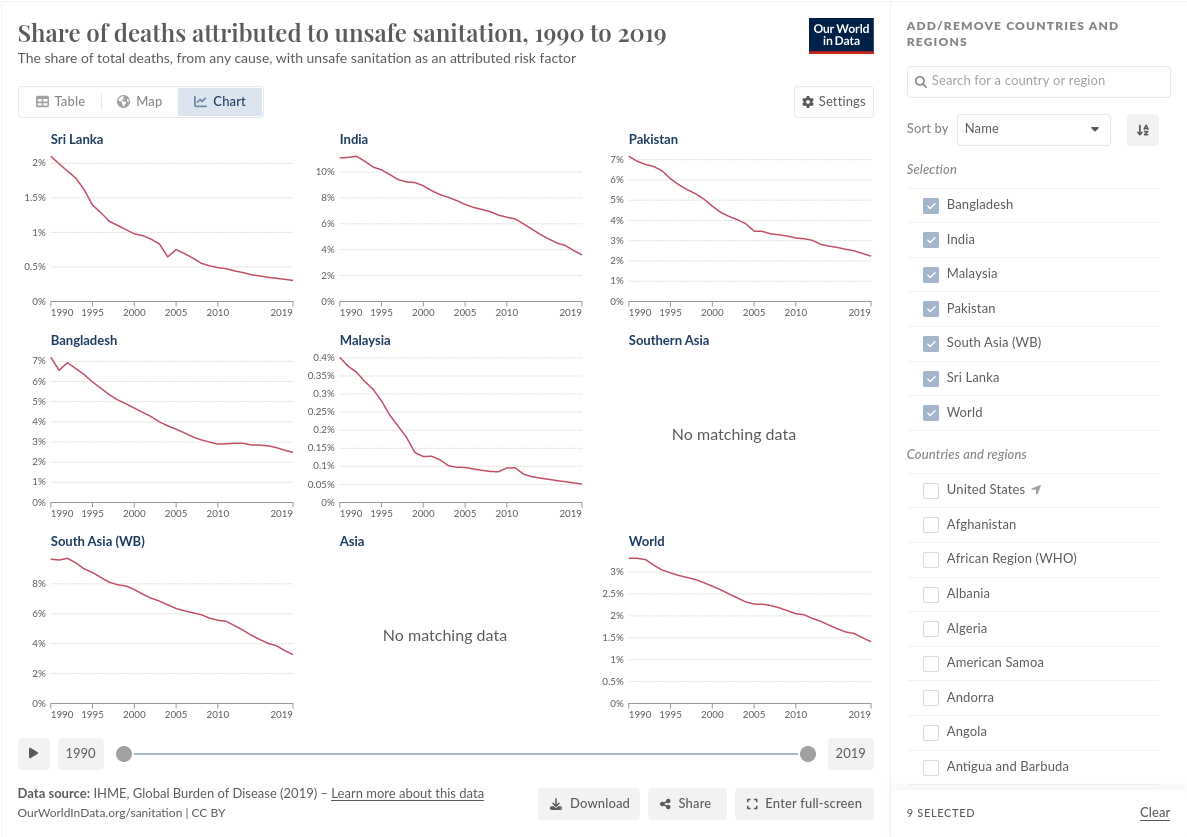 Share of deaths attributed to unsafe sanitation, 1990 to 2019
The share of total deaths, from any cause, with unsafe sanitation as an attributed risk factor
Our World
in Data
Table
Map
Chart
Settings
Sri Lanka
2%
1.5%
1%
0.5%
0%
1990 1995 2000 2005 2010 2019
India
10%
8%
6%
4%
2%
0%
1990 1995 2000 2005 2010 2019
Pakistan
7%
6%
5%
4%
3%
2%
1%
0%
1990 1995 2000 2005 2010 2019
Bangladesh
7%
6%
5%
4%
3%
2%
1%
0%
1990 1995 2000 2005 2010 2019
Malaysia
0.4%
0.35%
0.3%
0.25%
0.2%
0.15%
0.1%
0.05%
0%
1990 1995 2000 2005 2010 2019
Southern Asia
No matching data
South Asia (WB)
8%
6%
4%
2%
0%
1990 1995 2000 2005 2010 2019
Asia
No matching data
World
3%
2.5%
2%
1.5%
1%
0.5%
0%
1990 1995 2000 2005 2010 2019
1990
2019
Data source: IHME, Global Burden of Disease (2019) – Learn more about this data
OurWorldInData.org/sanitation | CC BY
Download
Share
Enter full-screen
ADD/REMOVE COUNTRIES AND
REGIONS
Search for a country or region
Sort by
Name
Selection
Bangladesh
India
Malaysia
Pakistan
South Asia (WB)
Sri Lanka
World
Countries and regions
United States
Afghanistan
African Region (WHO)
Albania
Algeria
American Samoa
Andorra
Angola
Antigua and Barbuda
9 SELECTED
Clear